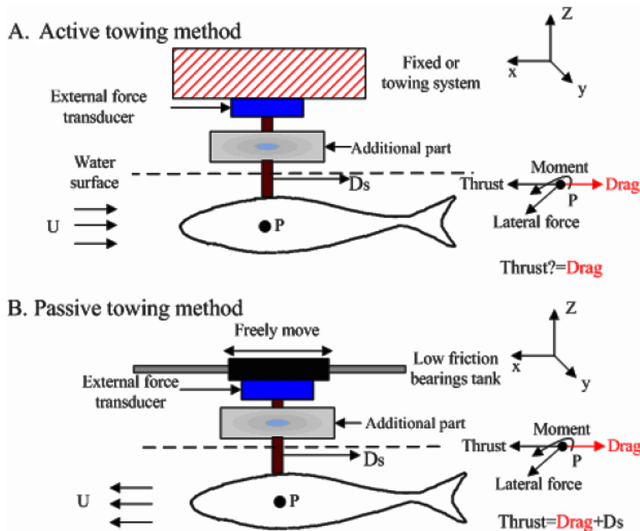 A. Active towing method
Z
x
y
Fixed or
towing system
External force
transducer
Additional part
Water
surface
Ds
U
P
Moment
Thrust
Drag
P
Lateral force
Thrust?=Drag
B. Passive towing method
Z
x
y
Freely move
Low friction
bearings tank
External force
transducer
Additional part
Ds
U
P
Moment
Thrust
Drag
P
Lateral force
Thrust=Drag+Ds